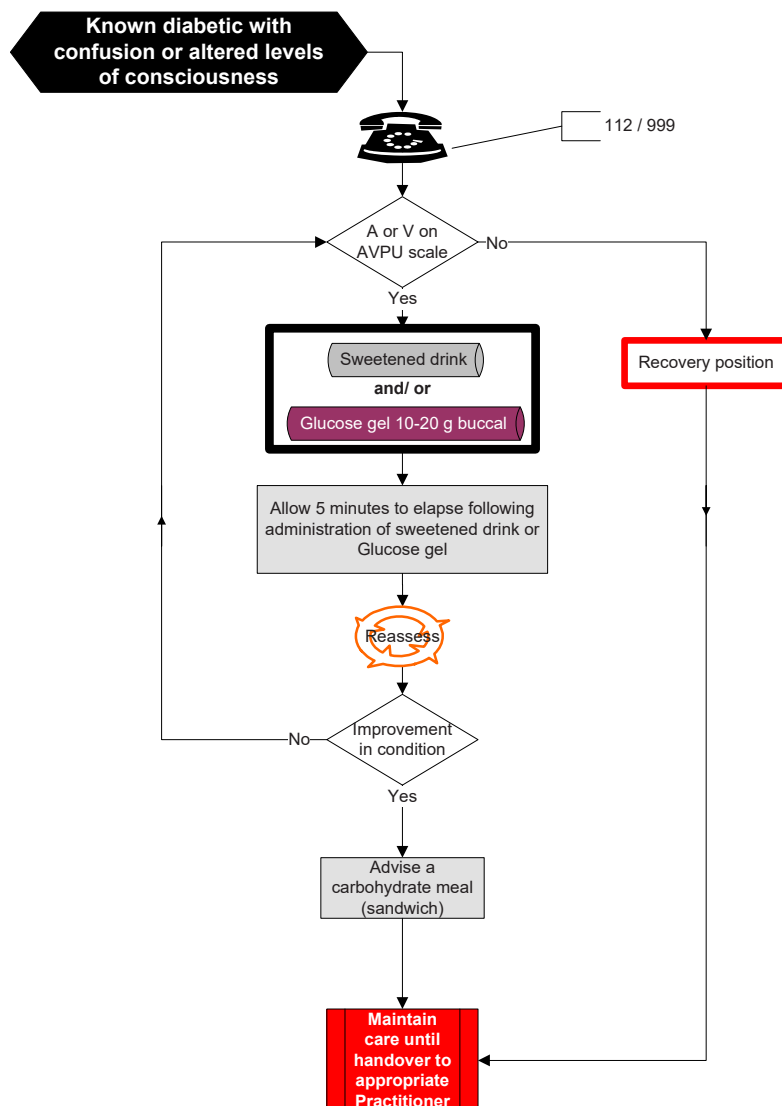 Known diabetic with
confusion or altered levels
of consciousness
112 / 999
A or V on
AVPU scale
No
Yes
Sweetened drink
and/ or
Glucose gel 10-20 g buccal
Recovery position
Allow 5 minutes to elapse following
administration of sweetened drink or
Glucose gel
Reassess
Improvement
in condition
No
Yes
Advise a
carbohydrate meal
(sandwich)
Maintain
care until
handover to
appropriate
Practitioner